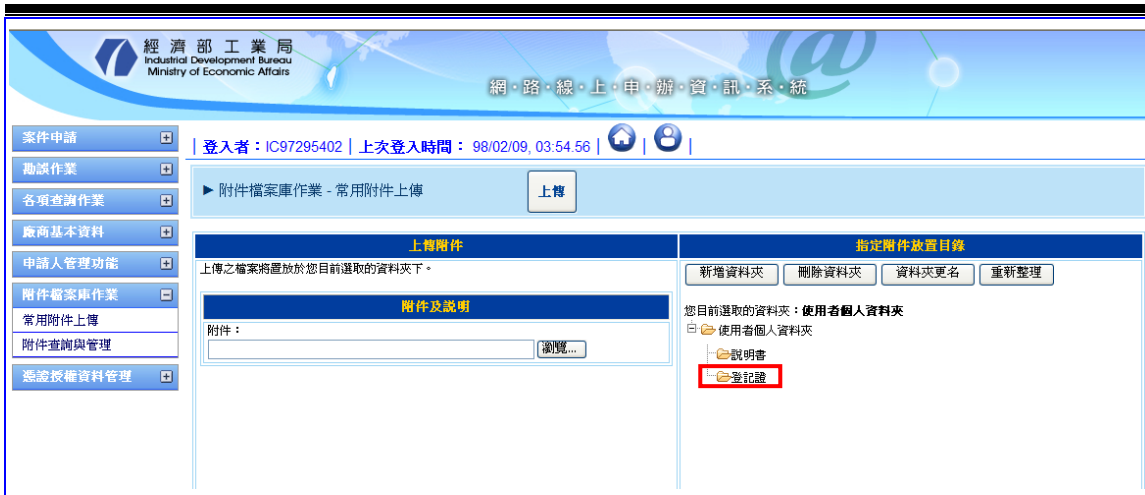 經濟部工業局
Industrial Development Bureau
Ministry of Economic Affairs
網・路・線・上・申・辦・資・訊・系・統
案件申請
勘誤作業
各項查詢作業
廠商基本資料
申請人管理功能
附件檔案庫作業
常用附件上傳
附件查詢與管理
憑證授權資料管理
| 登入者：IC97295402 | 上次登入時間： 98/02/09, 03:54.56 | | |
►附件檔案庫作業 - 常用附件上傳
上傳
上傳附件
上傳之檔案將置放於您目前選取的資料夾下。
附件及說明
附件：
瀏覽...
指定附件放置目錄
新增資料夾 刪除資料夾 資料夾更名 重新整理
您目前選取的資料夾：使用者個人資料夾
使用者個人資料夾
說明書
登記證